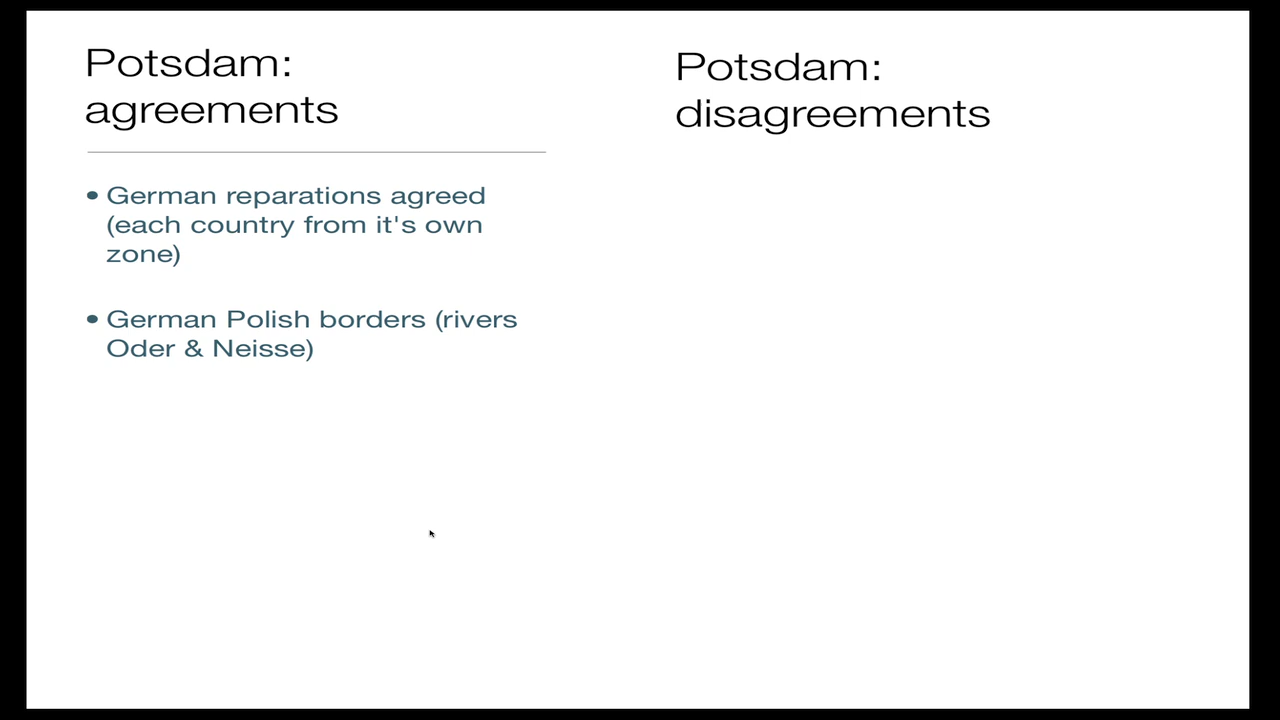 Potsdam:
agreements
• German reparations agreed
(each country from it's own
zone)
• German Polish borders (rivers
Oder & Neisse)
Potsdam:
disagreements